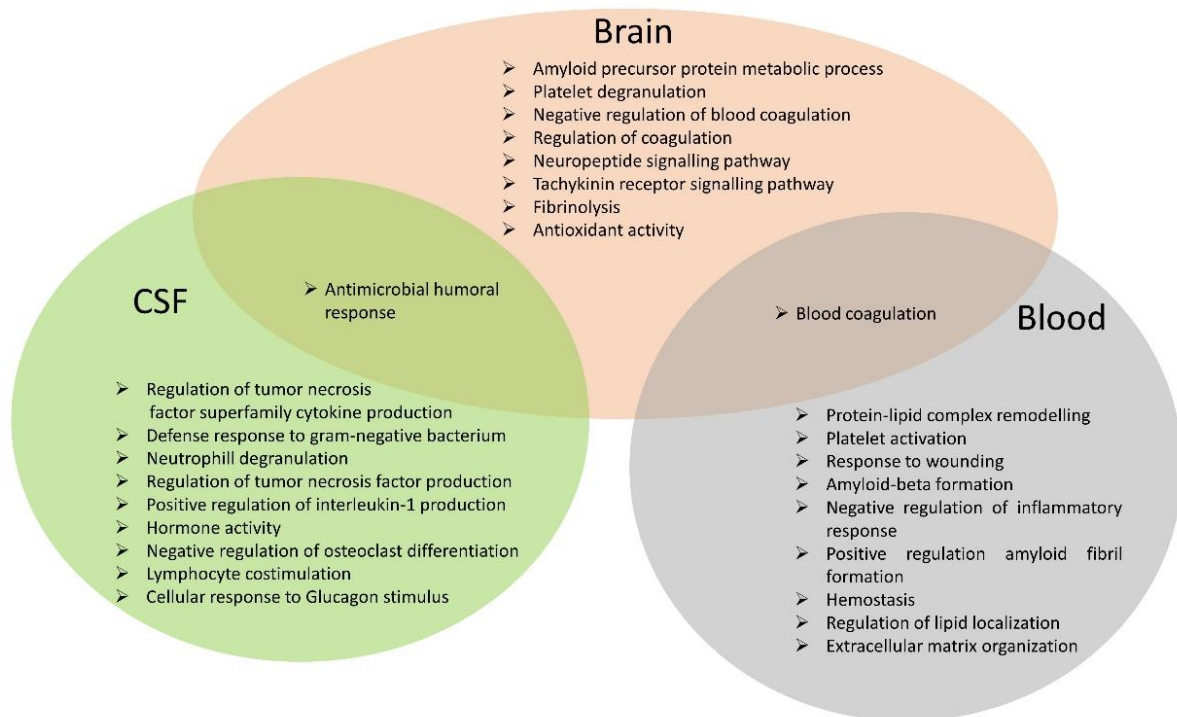 Brain
➢ Amyloid precursor protein metabolic process
➢ Platelet degranulation
➢ Negative regulation of blood coagulation
➢ Regulation of coagulation
➢ Neuropeptide signalling pathway
➢ Tachykinin receptor signalling pathway
➢ Fibrinolysis
➢ Antioxidant activity
CSF
➢ Antimicrobial humoral
response
➢ Blood coagulation
Blood
➢ Regulation of tumor necrosis
factor superfamily cytokine production
➢ Defense response to gram-negative bacterium
➢ Neutrophill degranulation
➢ Regulation of tumor necrosis factor production
➢ Positive regulation of interleukin-1 production
➢ Hormone activity
➢ Negative regulation of osteoclast differentiation
➢ Lymphocyte costimulation
➢ Cellular response to Glucagon stimulus
➢ Protein-lipid complex remodelling
➢ Platelet activation
➢ Response to wounding
➢ Amyloid-beta formation
➢ Negative regulation of inflammatory
response
➢ Positive regulation amyloid fibril
formation
➢ Hemostasis
➢ Regulation of lipid localization
➢ Extracellular matrix organization